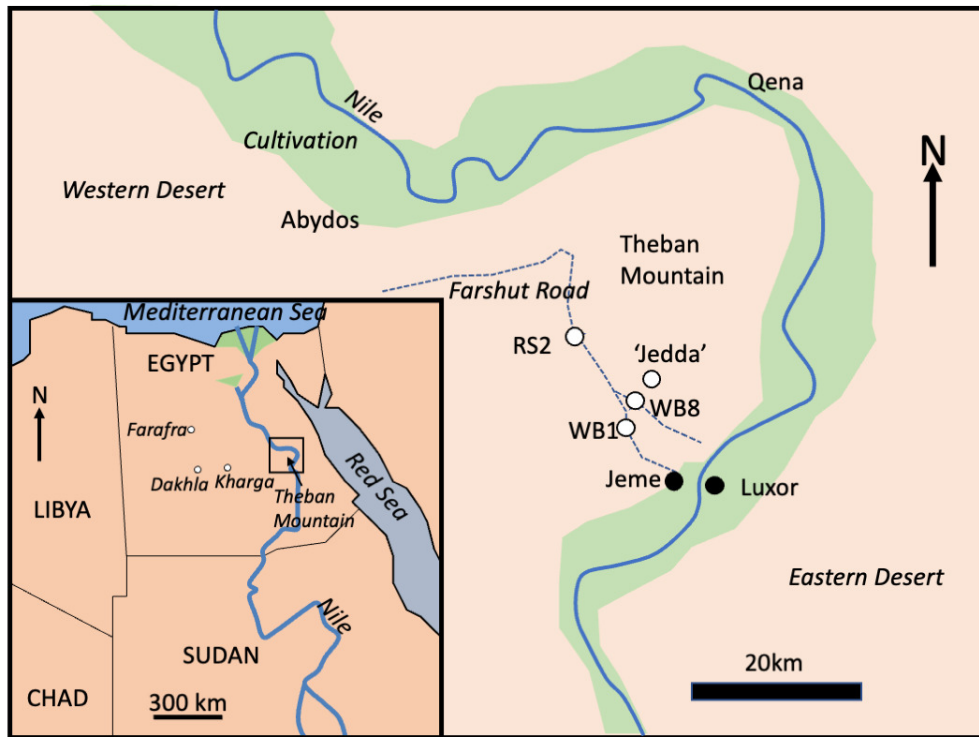 Qena
Nile
Cultivation
Western Desert
Abydos
N
Theban
Mountain
Farshut Road
RS2
'Jedda'
WB8
WB1
Jeme
Luxor
Eastern Desert
20km
Mediterranean Sea
EGYPT
N
Farafra
Dakhla
Kharga
Red Sea
Theban
Mountain
LIBYA
Nile
SUDAN
CHAD
300 km